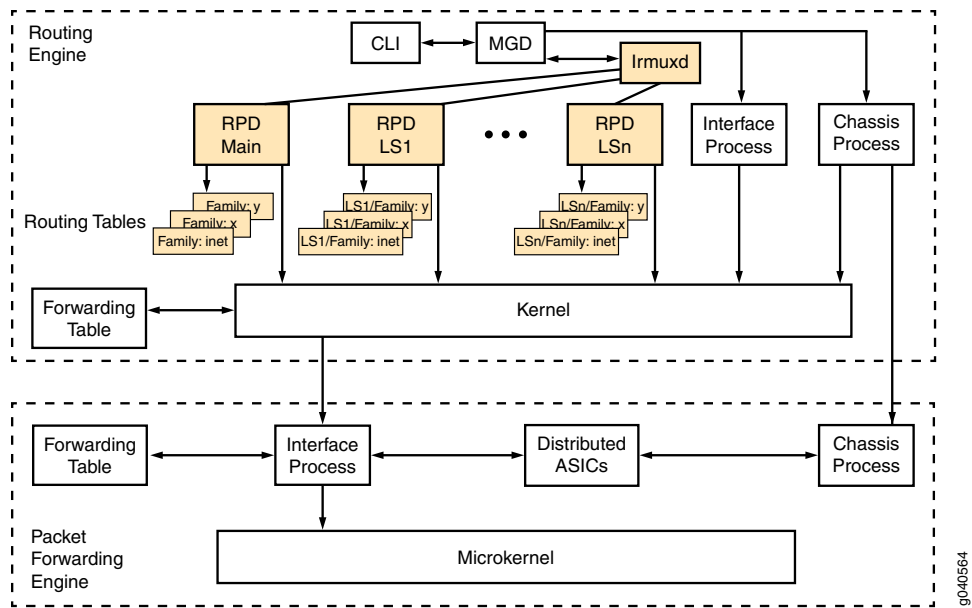 Routing
Engine
CLI
MGD
Irmuxd
RPD
Main
RPD
LS1
RPD
LSn
Interface
Process
Chassis
Process
Routing Tables
Family: y
Family: x
Family: inet
LS1/Family: y
LS1/Family: x
LS1/Family: inet
LSn/Family: y
LSn/Family: x
LSn/Family: inet
Forwarding
Table
Kernel
Forwarding
Table
Interface
Process
Distributed
ASICs
Chassis
Process
Packet
Forwarding
Engine
Microkernel
g040564